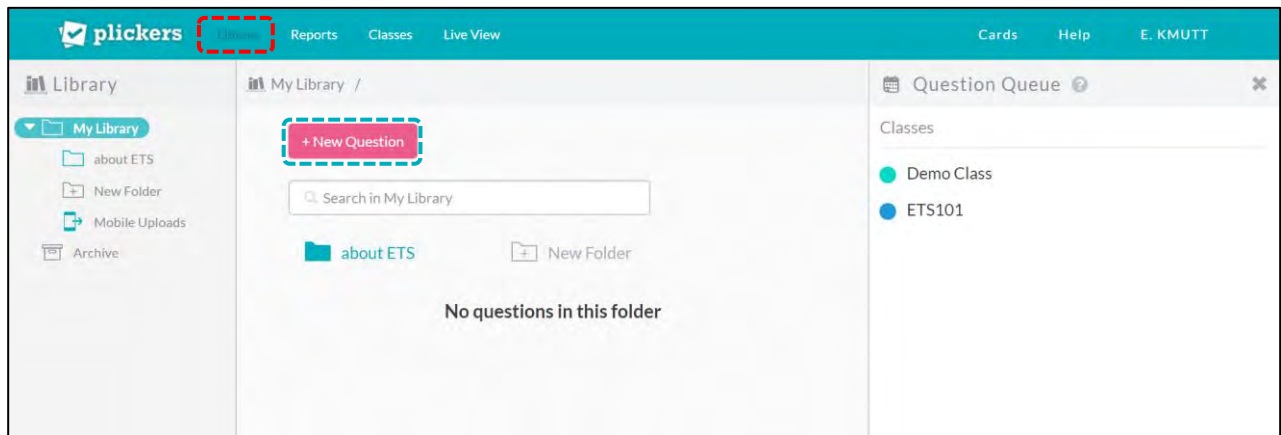 plickers
Library
Reports
Classes
Live View
Cards
Help
E. KMUTT
Library
My Library
about ETS
New Folder
Mobile Uploads
Archive
My Library /
+ New Question
Search in My Library
about ETS
New Folder
No questions in this folder
Question Queue
Classes
Demo Class
ETS101